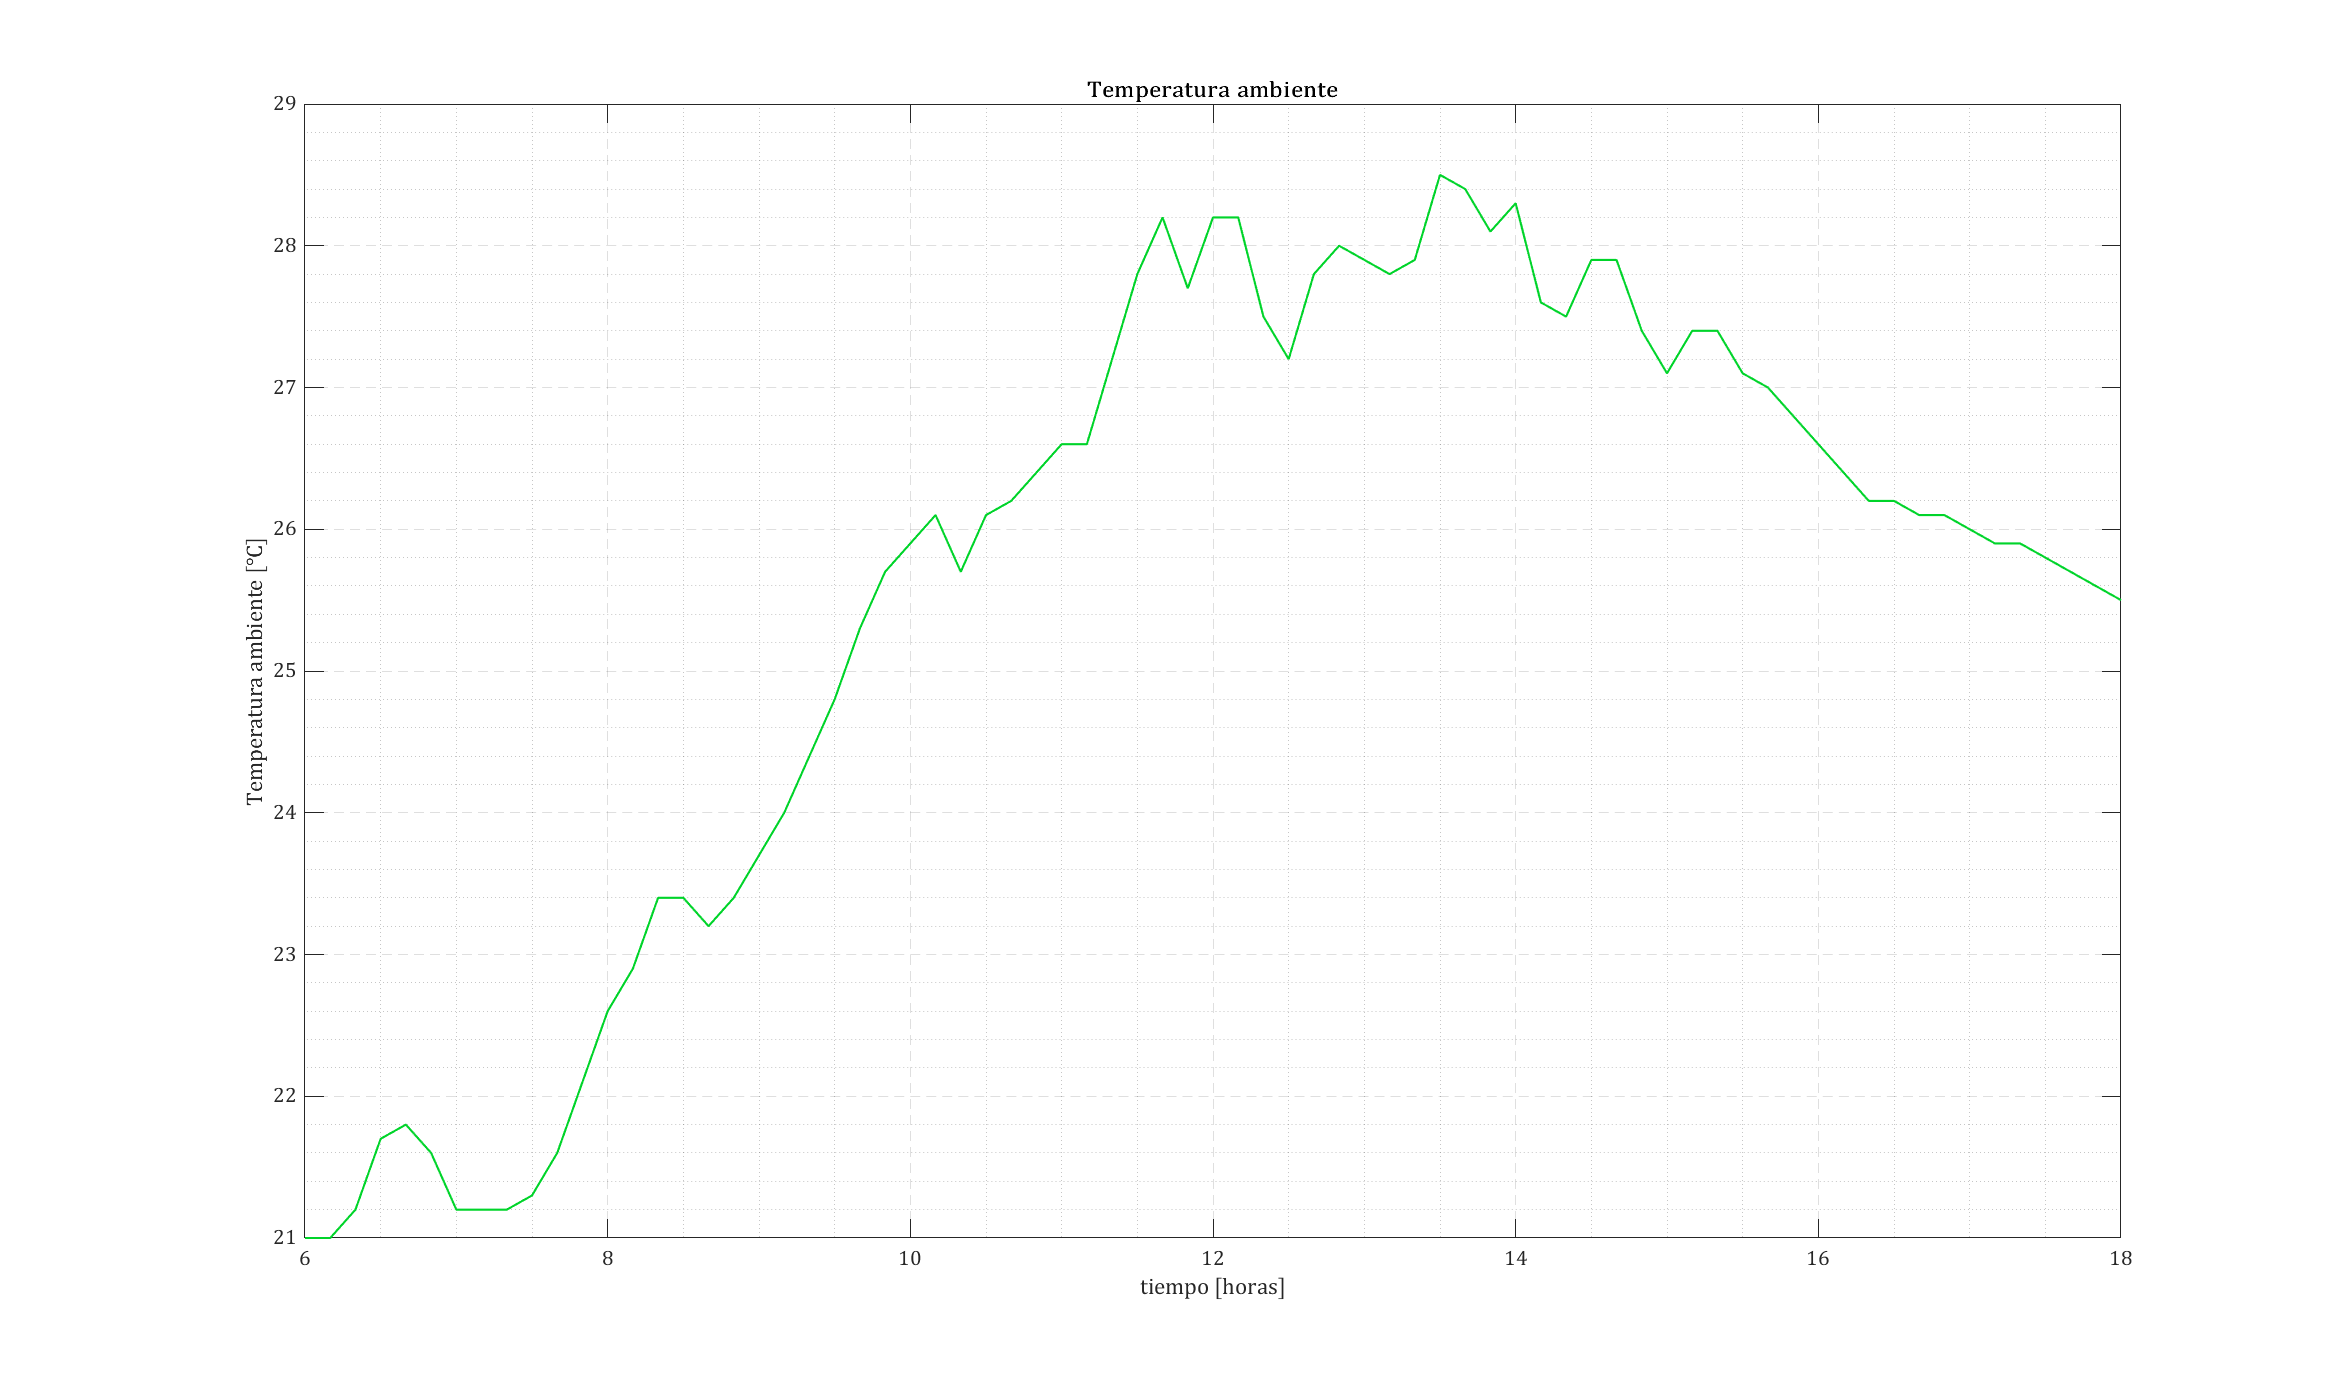 Temperatura ambiente
29
28
27
26
25
24
23
22
21
Temperatura ambiente [°C]
6 8 10 12 14 16 18
tiempo [horas]